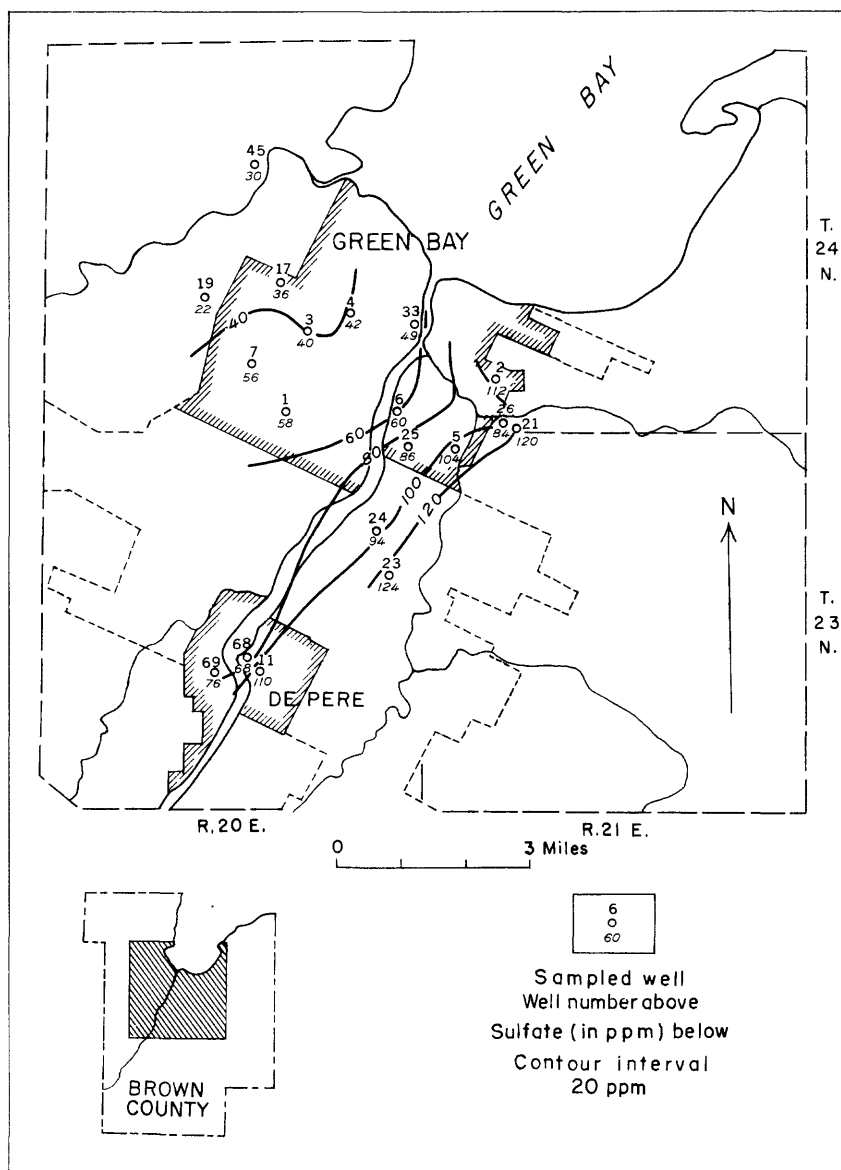 GREEN BAY
45
30
GREEN BAY
T.
24
N.
17
36
19
22
40
3
40
4
42
33
49
7
56
2
112
1
58
6
60
26
84
21
120
60
80
25
86
5
104
100
120
24
94
23
124
N
T.
23
N.
68
68
69
76
11
110
DE PERE
R. 20 E.
R. 21 E.
0
3 Miles
6
60
Sampled well
Well number above
Sulfate (in ppm) below
Contour interval
20 ppm
BROWN
COUNTY